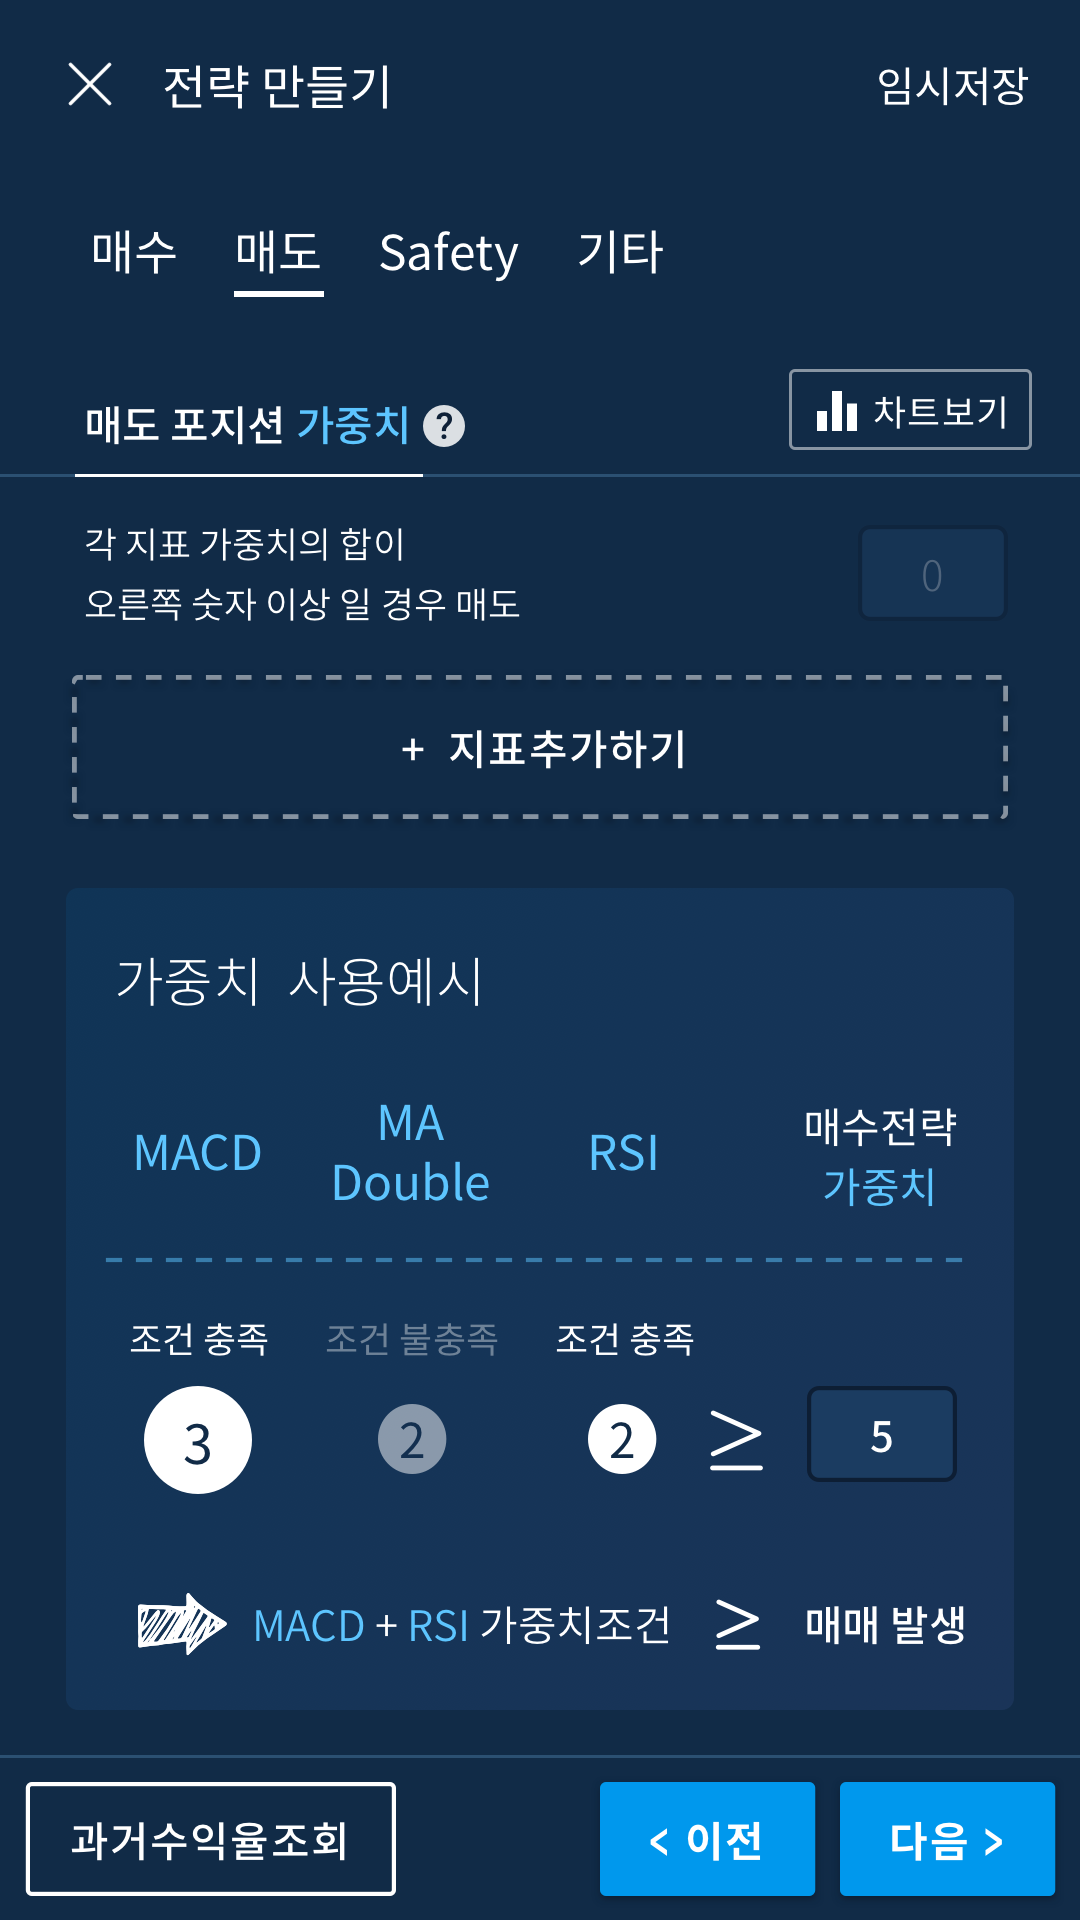 전략 만들기 임시저장
매수 매도 Safety 기타
매도 포지션 가중치 ?
차트보기
각 지표 가중치의 합이
오른쪽 숫자 이상 일 경우 매도
0
+ 지표추가하기
가중치 사용예시
MACD MA Double RSI 매수전략 가중치
조건 충족 조건 불충족 조건 충족
3 2 2 ≥ 5
MACD + RSI 가중치조건 ≥ 매매 발생
과거수익율조회 < 이전 다음 >